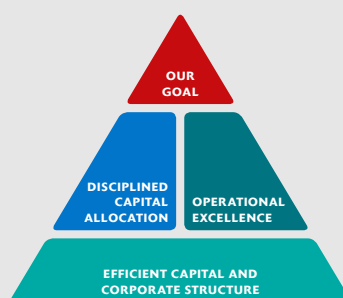 OUR
GOAL
DISCIPLINED
CAPITAL
ALLOCATION
OPERATIONAL
EXCELLENCE
EFFICIENT CAPITAL AND
CORPORATE STRUCTURE